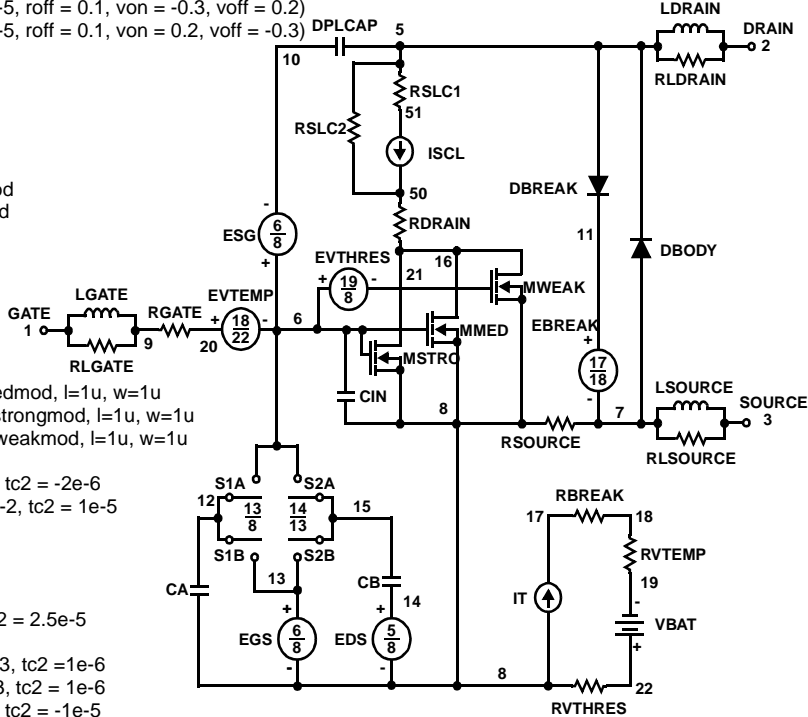 -5, roff = 0.1, von = -0.3, voff = 0.2)
-5, roff = 0.1, von = 0.2, voff = -0.3)
LDRAIN
DPLCAP
5
DRAIN
2
10
RLDRAIN
RSLC1
51
RSLC2
ISCL
od
d
50
DBREAK
-
RDRAIN
ESG
6
8
11
DBODY
+
EVTHRES
16
21
+
19
8
-
MWEAK
LGATE
EVTEMP
GATE
1
RGATE
+
18
22
-
6
MMED
EBREAK
+
9
20
MSTRO
17
18
RLGATE
-
LSOURCE
edmod, l=1u, w=1u
CIN
SOURCE
3
strongmod, l=1u, w=1u
8
7
weakmod, l=1u, w=1u
RSOURCE
RLSOURCE
tc2 = -2e-6
S1A
S2A
-2, tc2 = 1e-5
12
13
8
14
13
15
RBREAK
17
18
S1B
S2B
RVTEMP
13
CB
19
CA
14
IT
-
2 = 2.5e-5
+
+
VBAT
EGS
6
8
EDS
5
8
+
3, tc2 =1e-6
-
-
8
22
3, tc2 = 1e-6
tc2 = -1e-5
RVTHRES